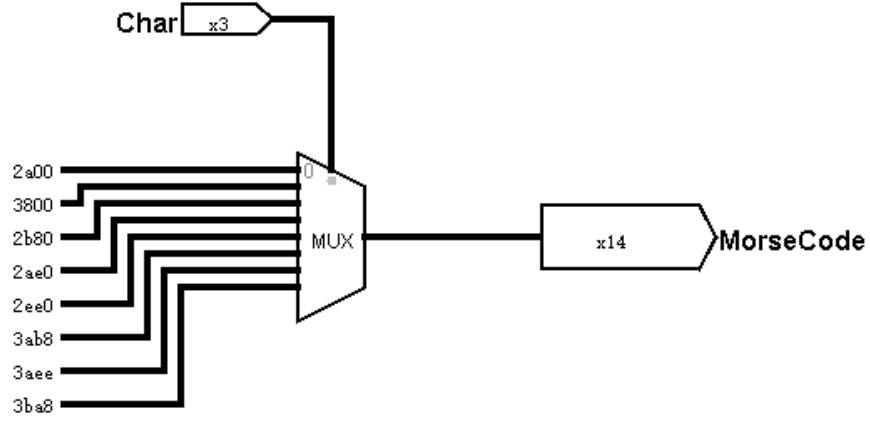 Char x3
2a00
0
3800
2b80
MUX
x14
MorseCode
2ae0
2ee0
3ab8
3aee
3ba8